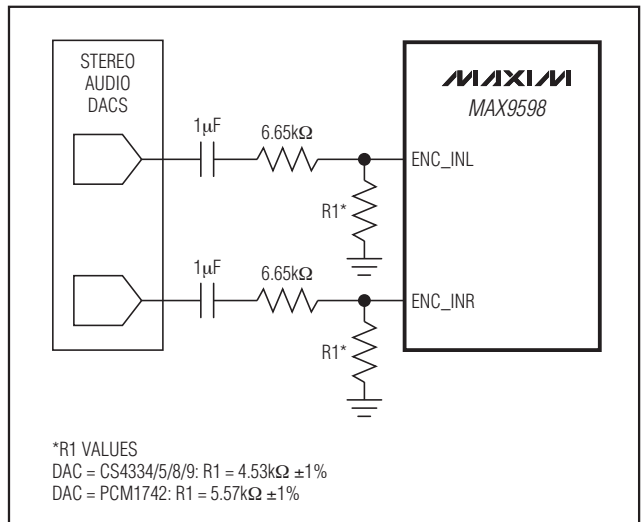 STEREO
AUDIO
DACS
MAXIM
MAX9598
1µF
6.65kΩ
ENC_INL
R1*
1µF
6.65kΩ
ENC_INR
R1*
*R1 VALUES
DAC = CS4334/5/8/9: R1 = 4.53kΩ ±1%
DAC = PCM1742: R1 = 5.57kΩ ±1%